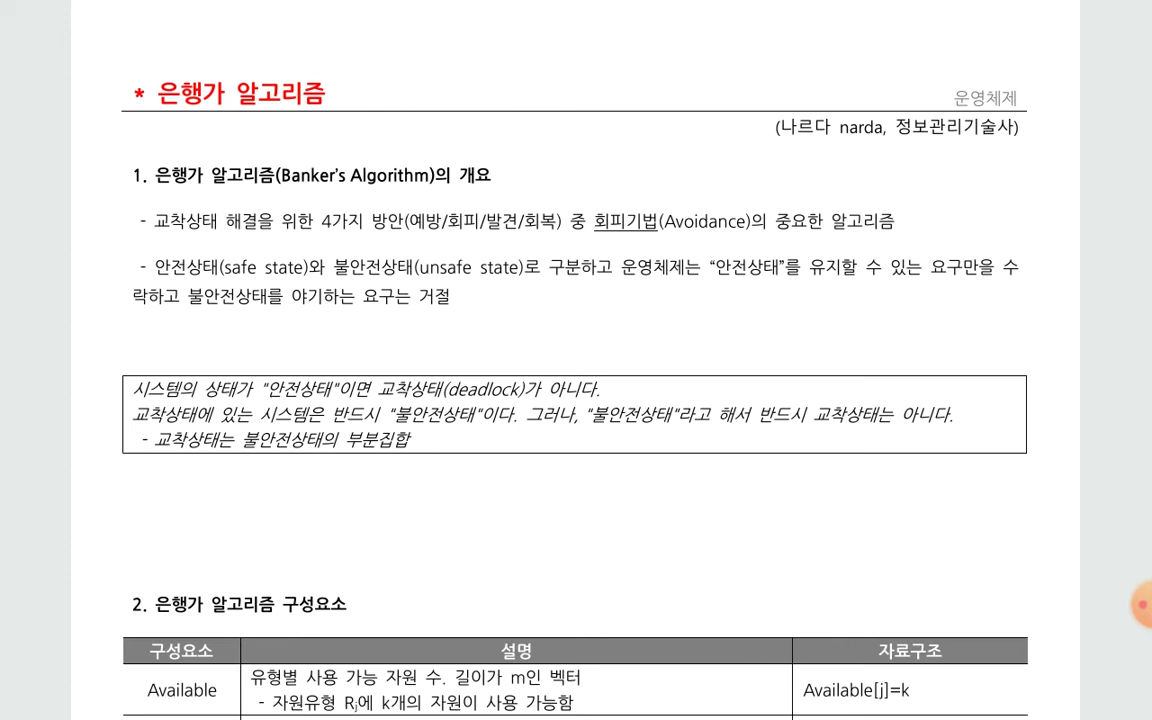 * 은행가 알고리즘
운영체제
(나르다 narda, 정보관리기술사)
1. 은행가 알고리즘(Banker’s Algorithm)의 개요
- 교착상태 해결을 위한 4가지 방안(예방/회피/발견/회복) 중 회피기법(Avoidance)의 중요한 알고리즘
- 안전상태(safe state)와 불안전상태(unsafe state)로 구분하고 운영체제는 “안전상태”를 유지할 수 있는 요구만을 수
락하고 불안전상태를 야기하는 요구는 거절
시스템의 상태가 "안전상태"이면 교착상태(deadlock)가 아니다.
교착상태에 있는 시스템은 반드시 "불안전상태"이다. 그러나, "불안전상태"라고 해서 반드시 교착상태는 아니다.
- 교착상태는 불안전상태의 부분집합
2. 은행가 알고리즘 구성요소
구성요소 설명 자료구조
유형별 사용 가능 자원 수. 길이가 m인 벡터
Available - 자원유형 Rj에 k개의 자원이 사용 가능함 Available[j]=k